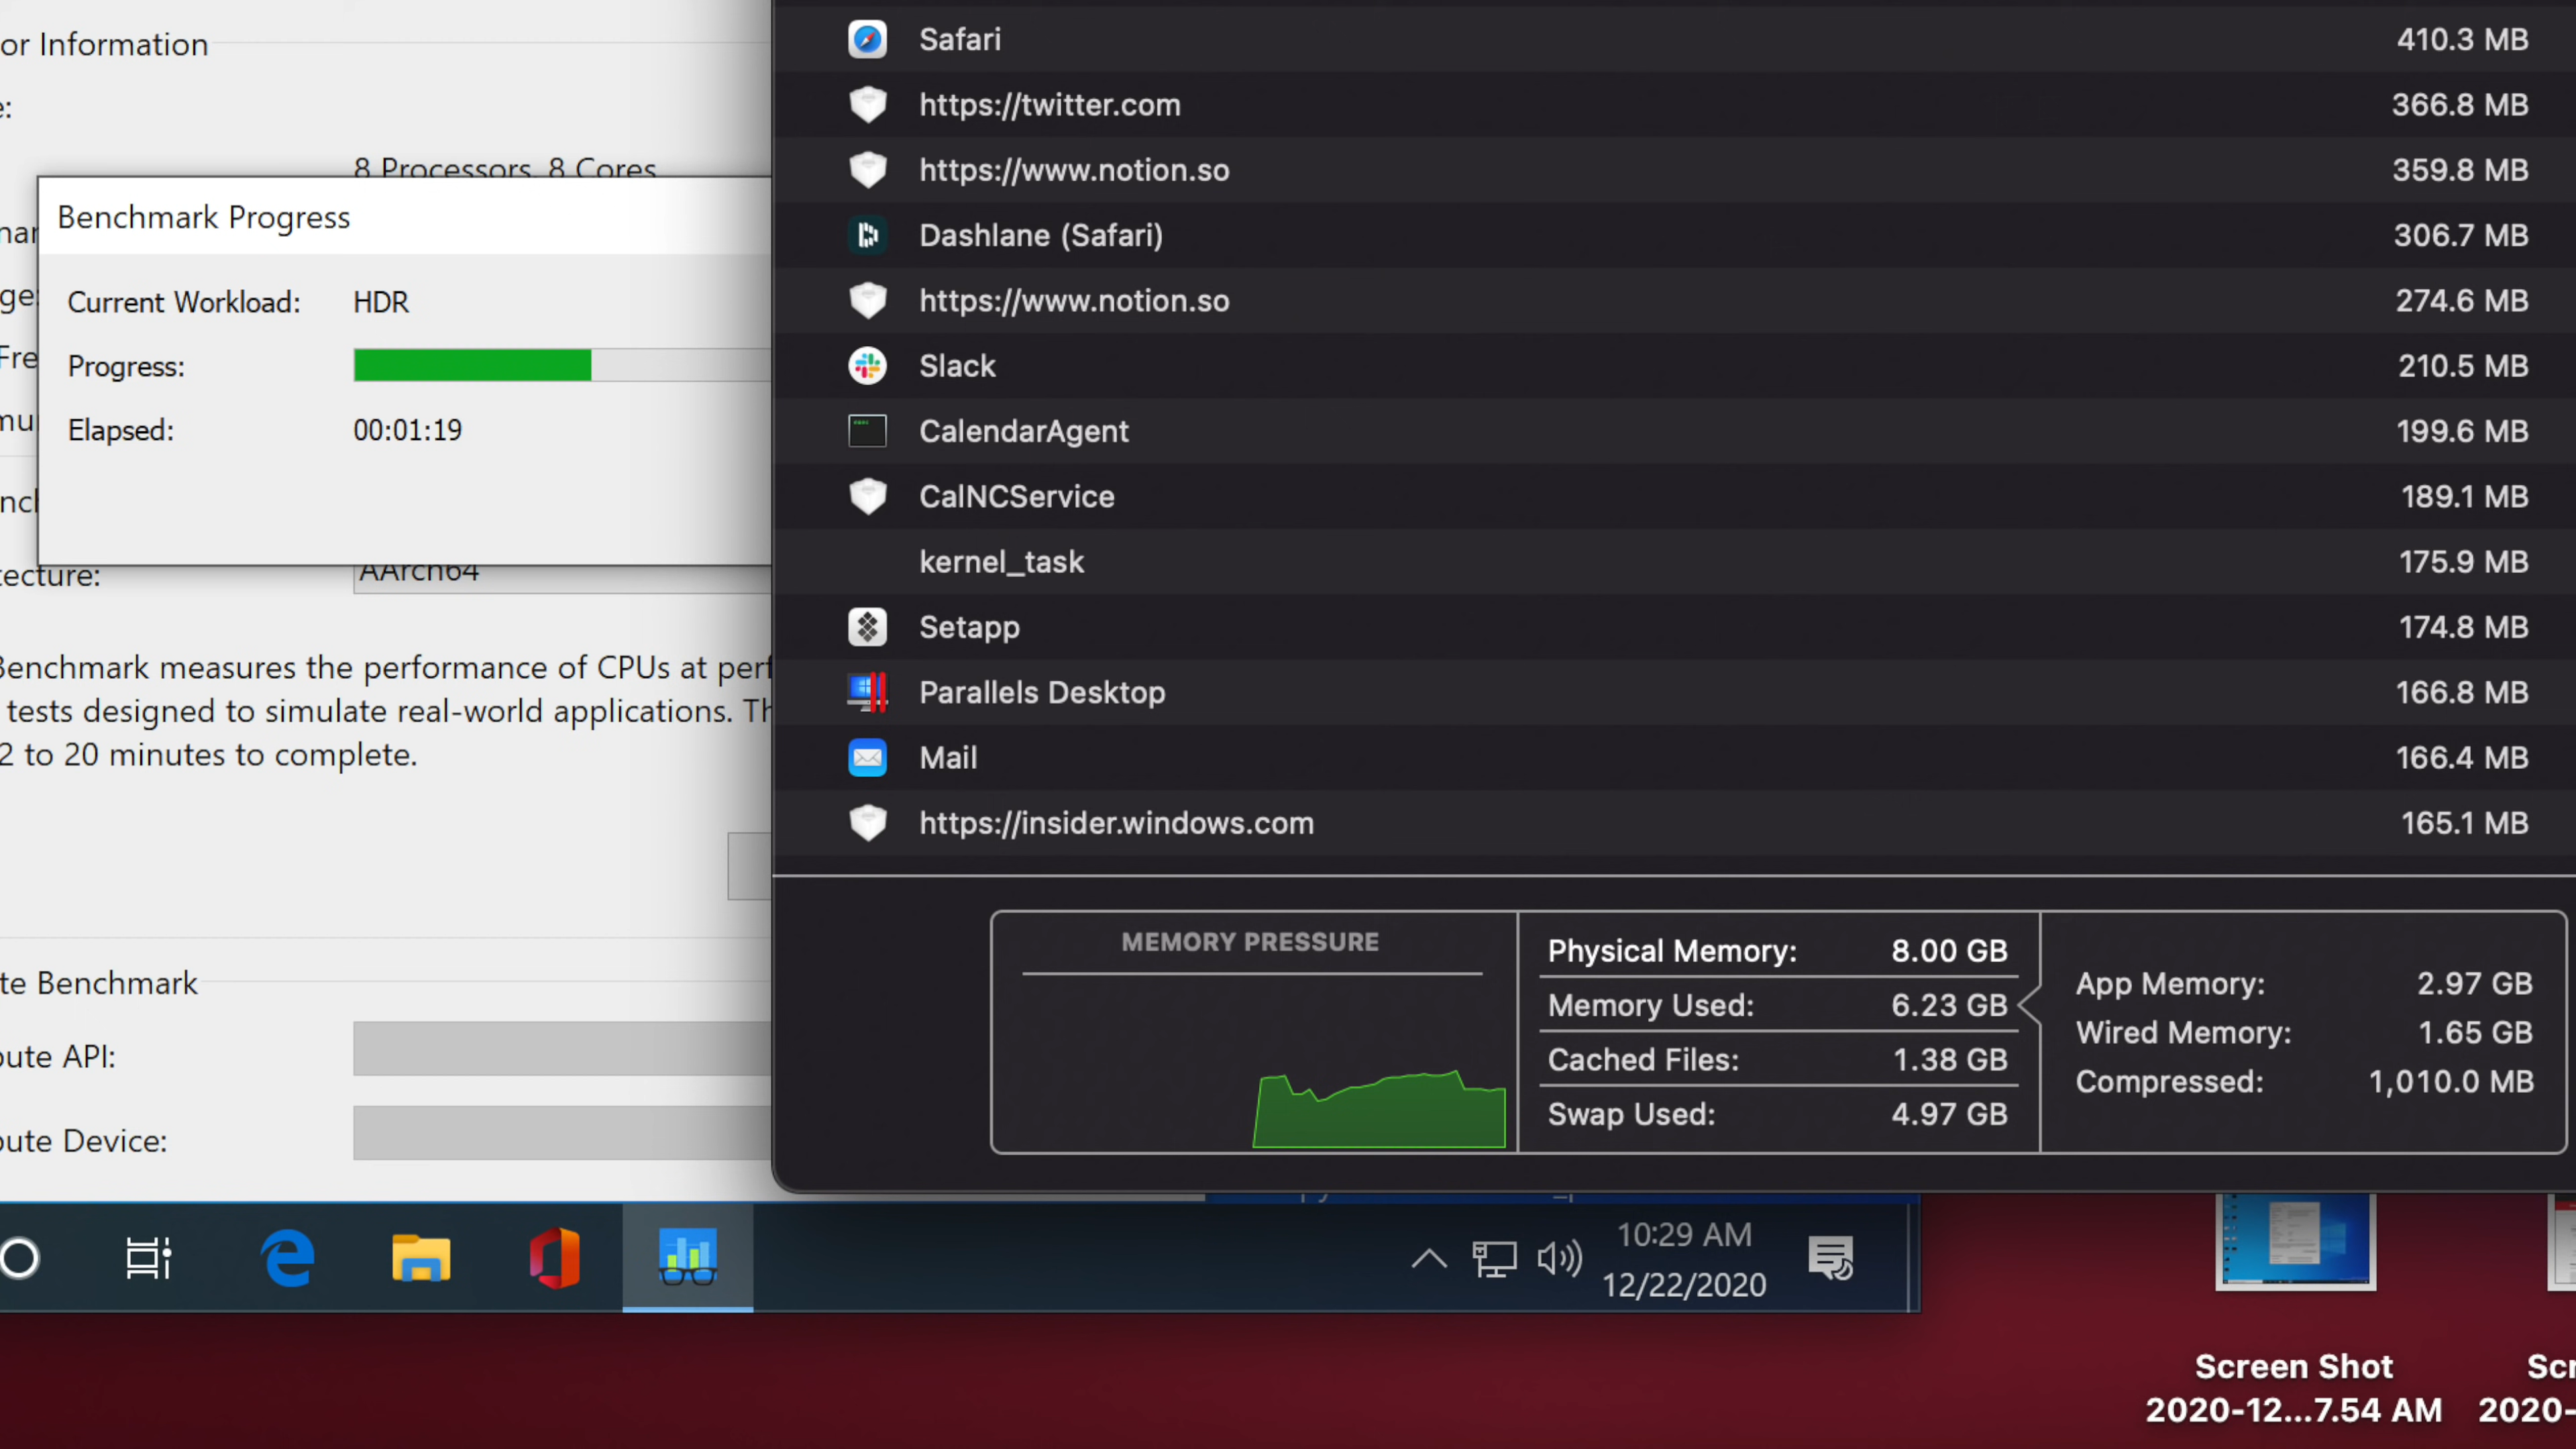 or Information
e:
8 Processors, 8 Cores
Benchmark Progress
Current Workload: HDR
Progress:
Elapsed: 00:01:19
AArch64
tecture:
Benchmark measures the performance of CPUs at perf
tests designed to simulate real-world applications. Th
2 to 20 minutes to complete.
te Benchmark
oute API:
oute Device:
Safari 410.3 MB
https://twitter.com 366.8 MB
https://www.notion.so 359.8 MB
Dashlane (Safari) 306.7 MB
https://www.notion.so 274.6 MB
Slack 210.5 MB
CalendarAgent 199.6 MB
CalNCService 189.1 MB
kernel_task 175.9 MB
Setapp 174.8 MB
Parallels Desktop 166.8 MB
Mail 166.4 MB
https://insider.windows.com 165.1 MB
MEMORY PRESSURE
Physical Memory: 8.00 GB
Memory Used: 6.23 GB
Cached Files: 1.38 GB
Swap Used: 4.97 GB
App Memory: 2.97 GB
Wired Memory: 1.65 GB
Compressed: 1,010.0 MB
10:29 AM
12/22/2020
Screen Shot
2020-12...7.54 AM
Scr
2020-